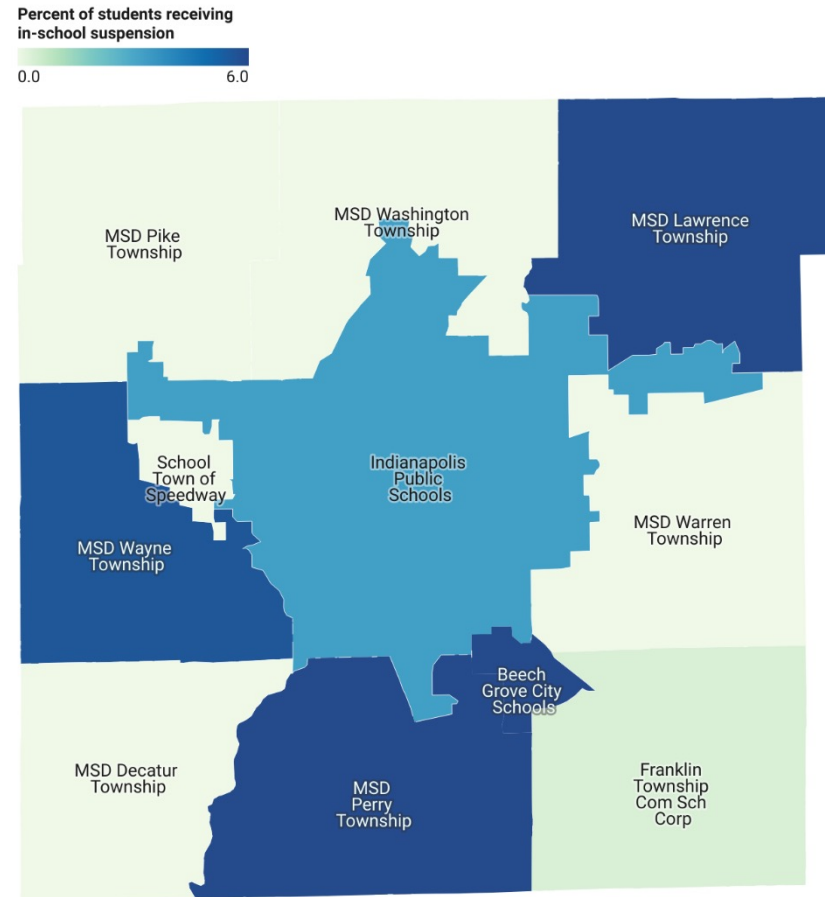 Percent of students receiving
in-school suspension
0.0
6.0
MSD Pike
Township
MSD Washington
Township
MSD Lawrence
Township
School
Town of
Speedway
Indianapolis
Public
Schools
MSD Wayne
Township
MSD Warren
Township
Beech
Grove City
Schools
MSD Decatur
Township
MSD
Perry
Township
Franklin
Township
Com Sch
Corp